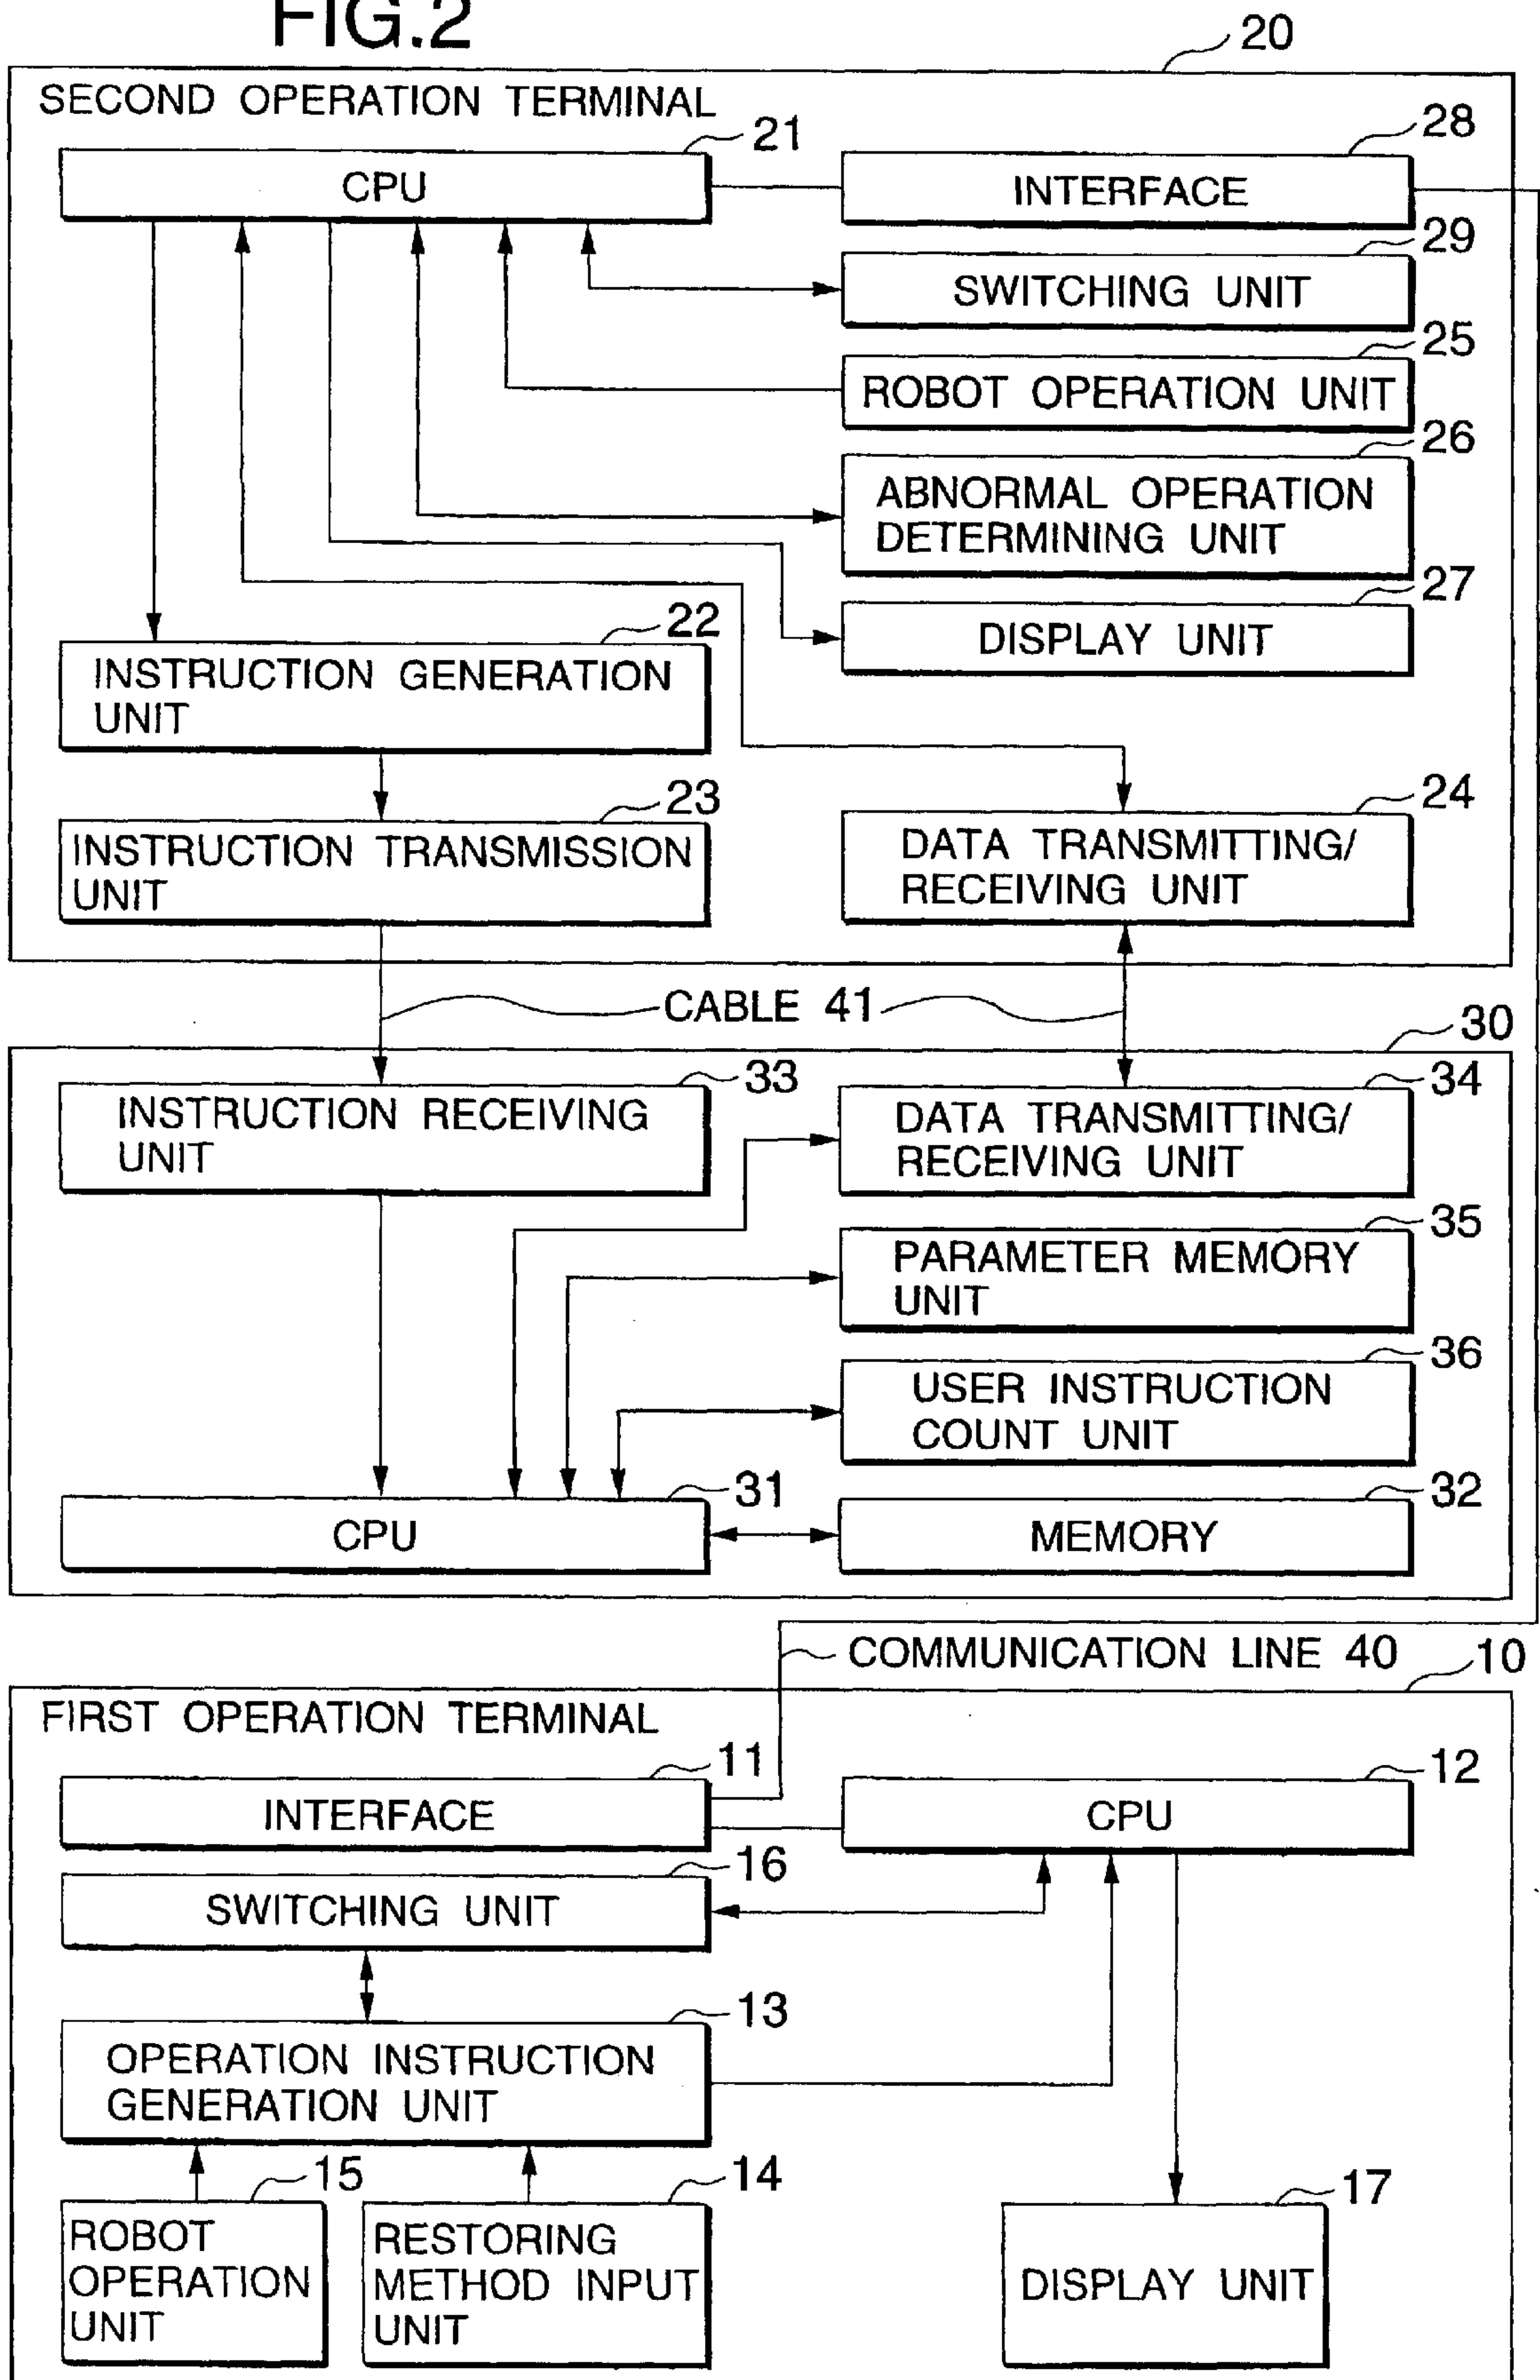 FIG.2
20
SECOND OPERATION TERMINAL
21
CPU
28
INTERFACE
29
SWITCHING UNIT
25
ROBOT OPERATION UNIT
26
ABNORMAL OPERATION
DETERMINING UNIT
27
DISPLAY UNIT
22
INSTRUCTION GENERATION
UNIT
23
INSTRUCTION TRANSMISSION
UNIT
24
DATA TRANSMITTING/
RECEIVING UNIT
CABLE 41
30
33
INSTRUCTION RECEIVING
UNIT
34
DATA TRANSMITTING/
RECEIVING UNIT
35
PARAMETER MEMORY
UNIT
36
USER INSTRUCTION
COUNT UNIT
31
CPU
32
MEMORY
COMMUNICATION LINE 40
10
FIRST OPERATION TERMINAL
11
INTERFACE
12
CPU
16
SWITCHING UNIT
13
OPERATION INSTRUCTION
GENERATION UNIT
15
ROBOT
OPERATION
UNIT
14
RESTORING
METHOD INPUT
UNIT
17
DISPLAY UNIT